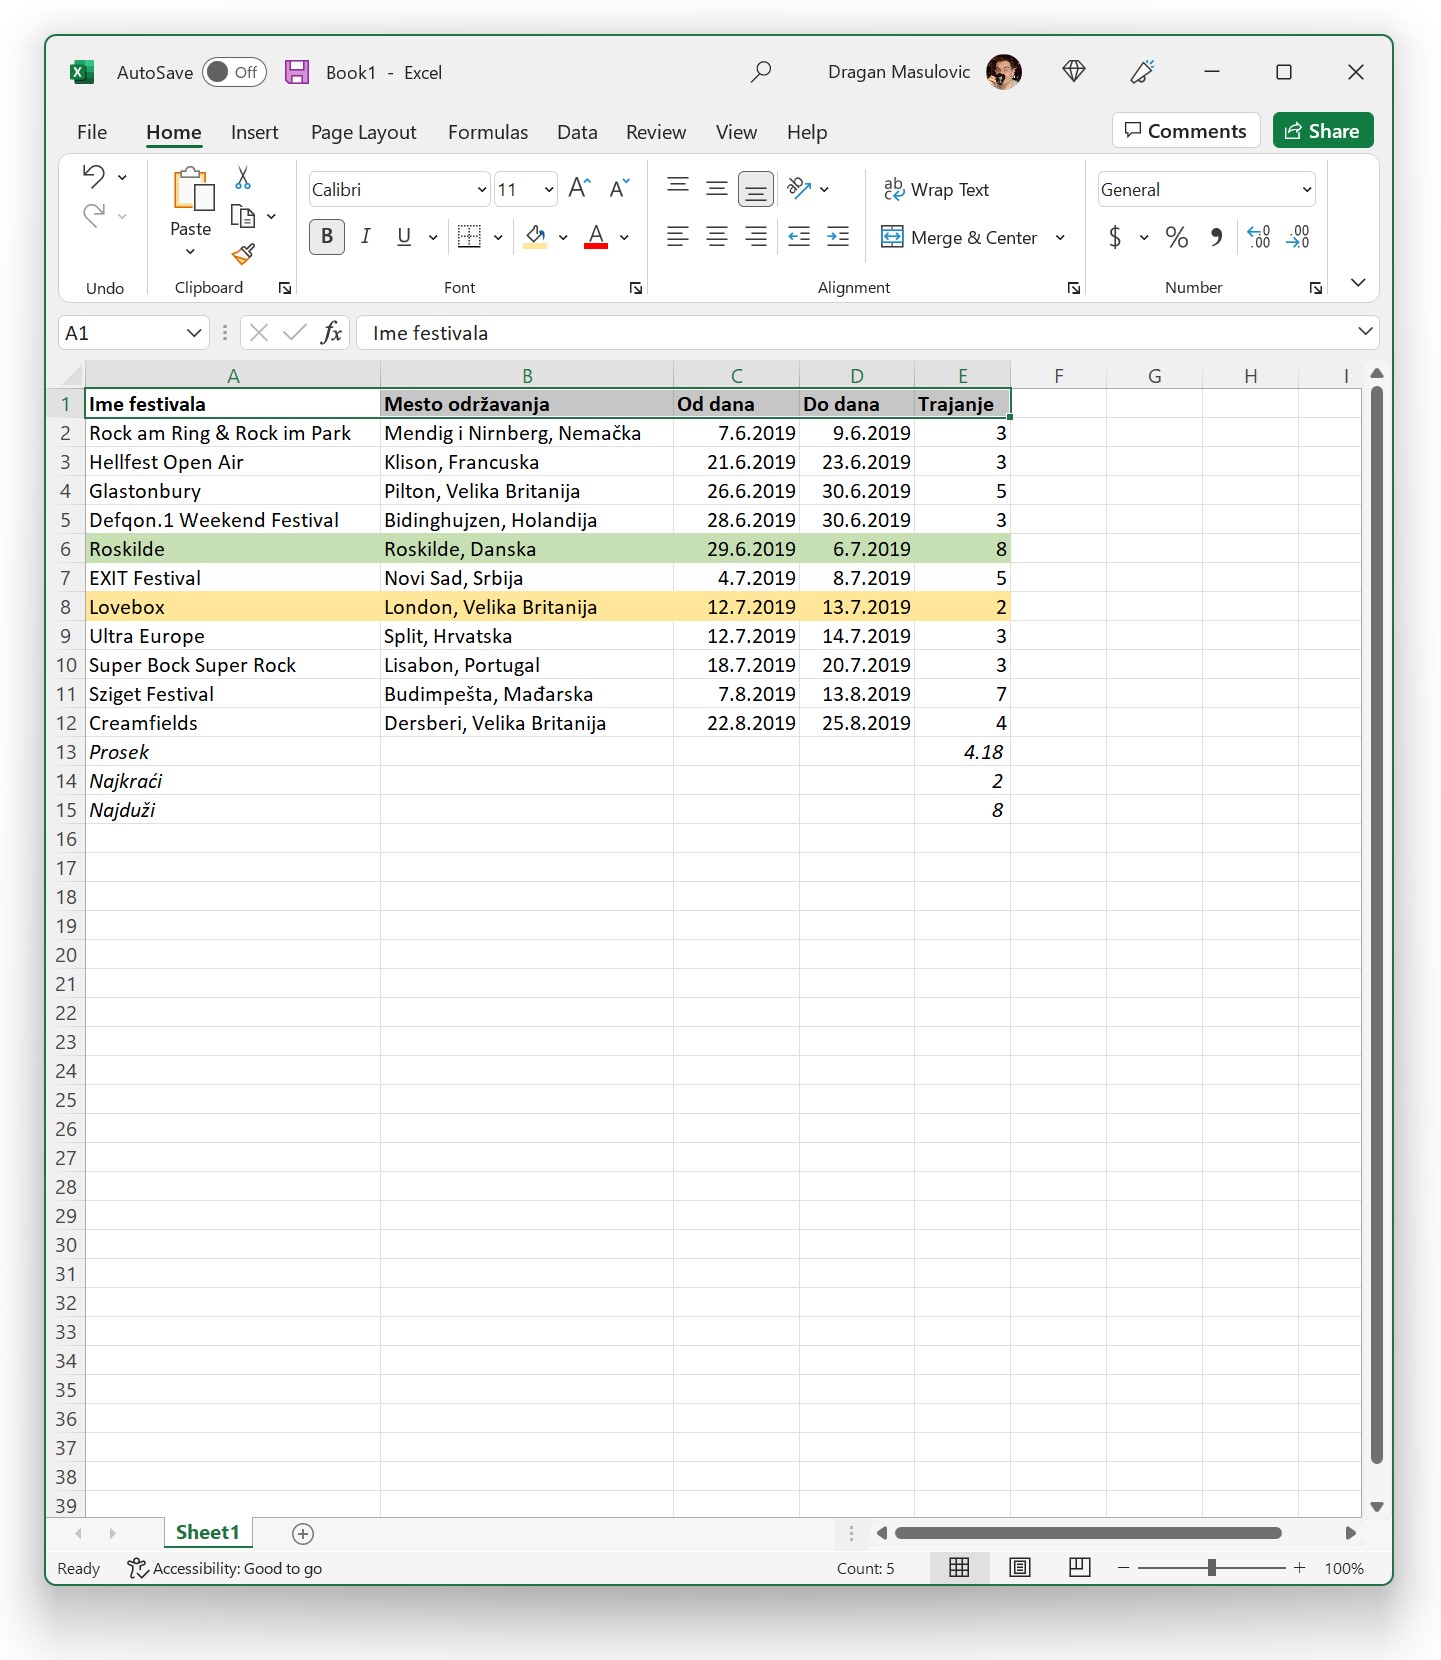 AutoSave Off Book1 - Excel Dragan Masulovic
File Home Insert Page Layout Formulas Data Review View Help Comments Share
Paste Calibri 11 Wrap Text General
B I U A Merge & Center $ % .00
Undo Clipboard Font Alignment Number
A1 fx Ime festivala
A B C D E F G H I
1 Ime festivala Mesto održavanja Od dana Do dana Trajanje
2 Rock am Ring & Rock im Park Mendig i Nirnberg, Nemačka 7.6.2019 9.6.2019 3
3 Hellfest Open Air Klison, Francuska 21.6.2019 23.6.2019 3
4 Glastonbury Pilton, Velika Britanija 26.6.2019 30.6.2019 5
5 Defqon.1 Weekend Festival Bidinghujzen, Holandija 28.6.2019 30.6.2019 3
6 Roskilde Roskilde, Danska 29.6.2019 6.7.2019 8
7 EXIT Festival Novi Sad, Srbija 4.7.2019 8.7.2019 5
8 Lovebox London, Velika Britanija 12.7.2019 13.7.2019 2
9 Ultra Europe Split, Hrvatska 12.7.2019 14.7.2019 3
10 Super Bock Super Rock Lisabon, Portugal 18.7.2019 20.7.2019 3
11 Sziget Festival Budimpešta, Mađarska 7.8.2019 13.8.2019 7
12 Creamfields Dersberi, Velika Britanija 22.8.2019 25.8.2019 4
13 Prosek 4.18
14 Najkraći 2
15 Najduži 8
16
17
18
19
20
21
22
23
24
25
26
27
28
29
30
31
32
33
34
35
36
37
38
39
Sheet1
Ready Accessibility: Good to go Count: 5 100%